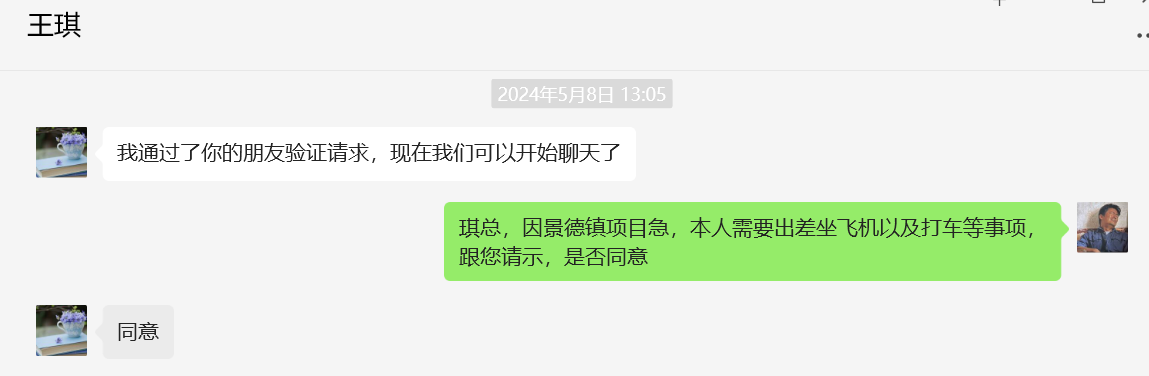 王琪
2024年5月8日 13:05
我通过了你的朋友验证请求，现在我们可以开始聊天了
琪总，因景德镇项目急，本人需要出差坐飞机以及打车等事项，
跟您请示，是否同意
同意